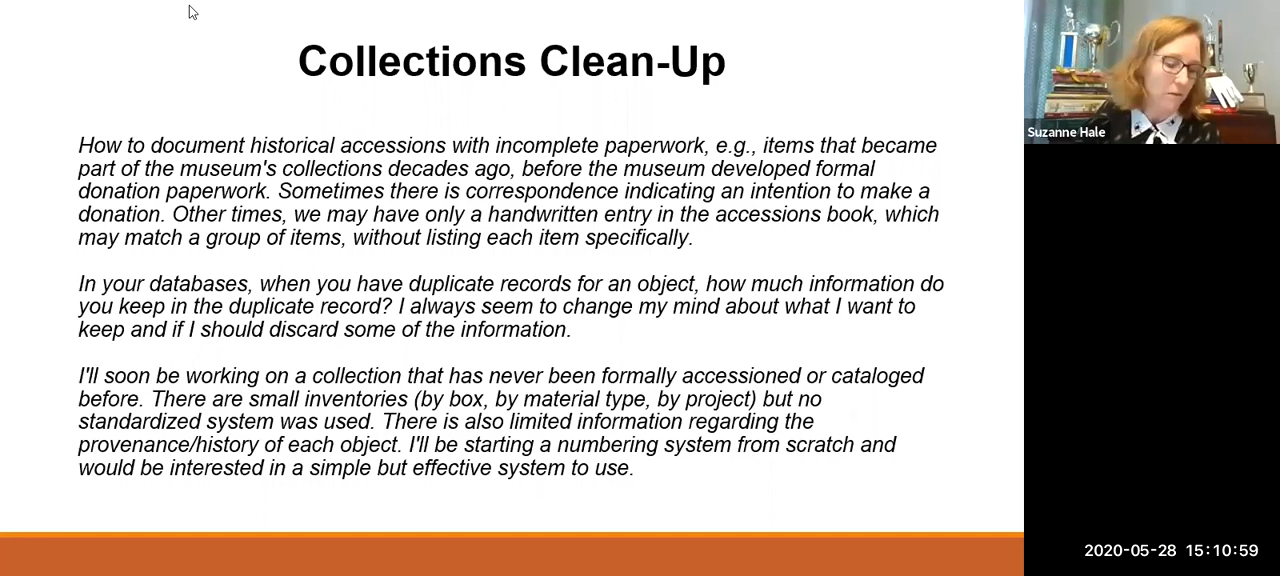 Collections Clean-Up
How to document historical accessions with incomplete paperwork, e.g., items that became
part of the museum's collections decades ago, before the museum developed formal
donation paperwork. Sometimes there is correspondence indicating an intention to make a
donation. Other times, we may have only a handwritten entry in the accessions book, which
may match a group of items, without listing each item specifically.
In your databases, when you have duplicate records for an object, how much information do
you keep in the duplicate record? I always seem to change my mind about what I want to
keep and if I should discard some of the information.
I'll soon be working on a collection that has never been formally accessioned or cataloged
before. There are small inventories (by box, by material type, by project) but no
standardized system was used. There is also limited information regarding the
provenance/history of each object. I'll be starting a numbering system from scratch and
would be interested in a simple but effective system to use.
Suzanne Hale
2020-05-28 15:10:59